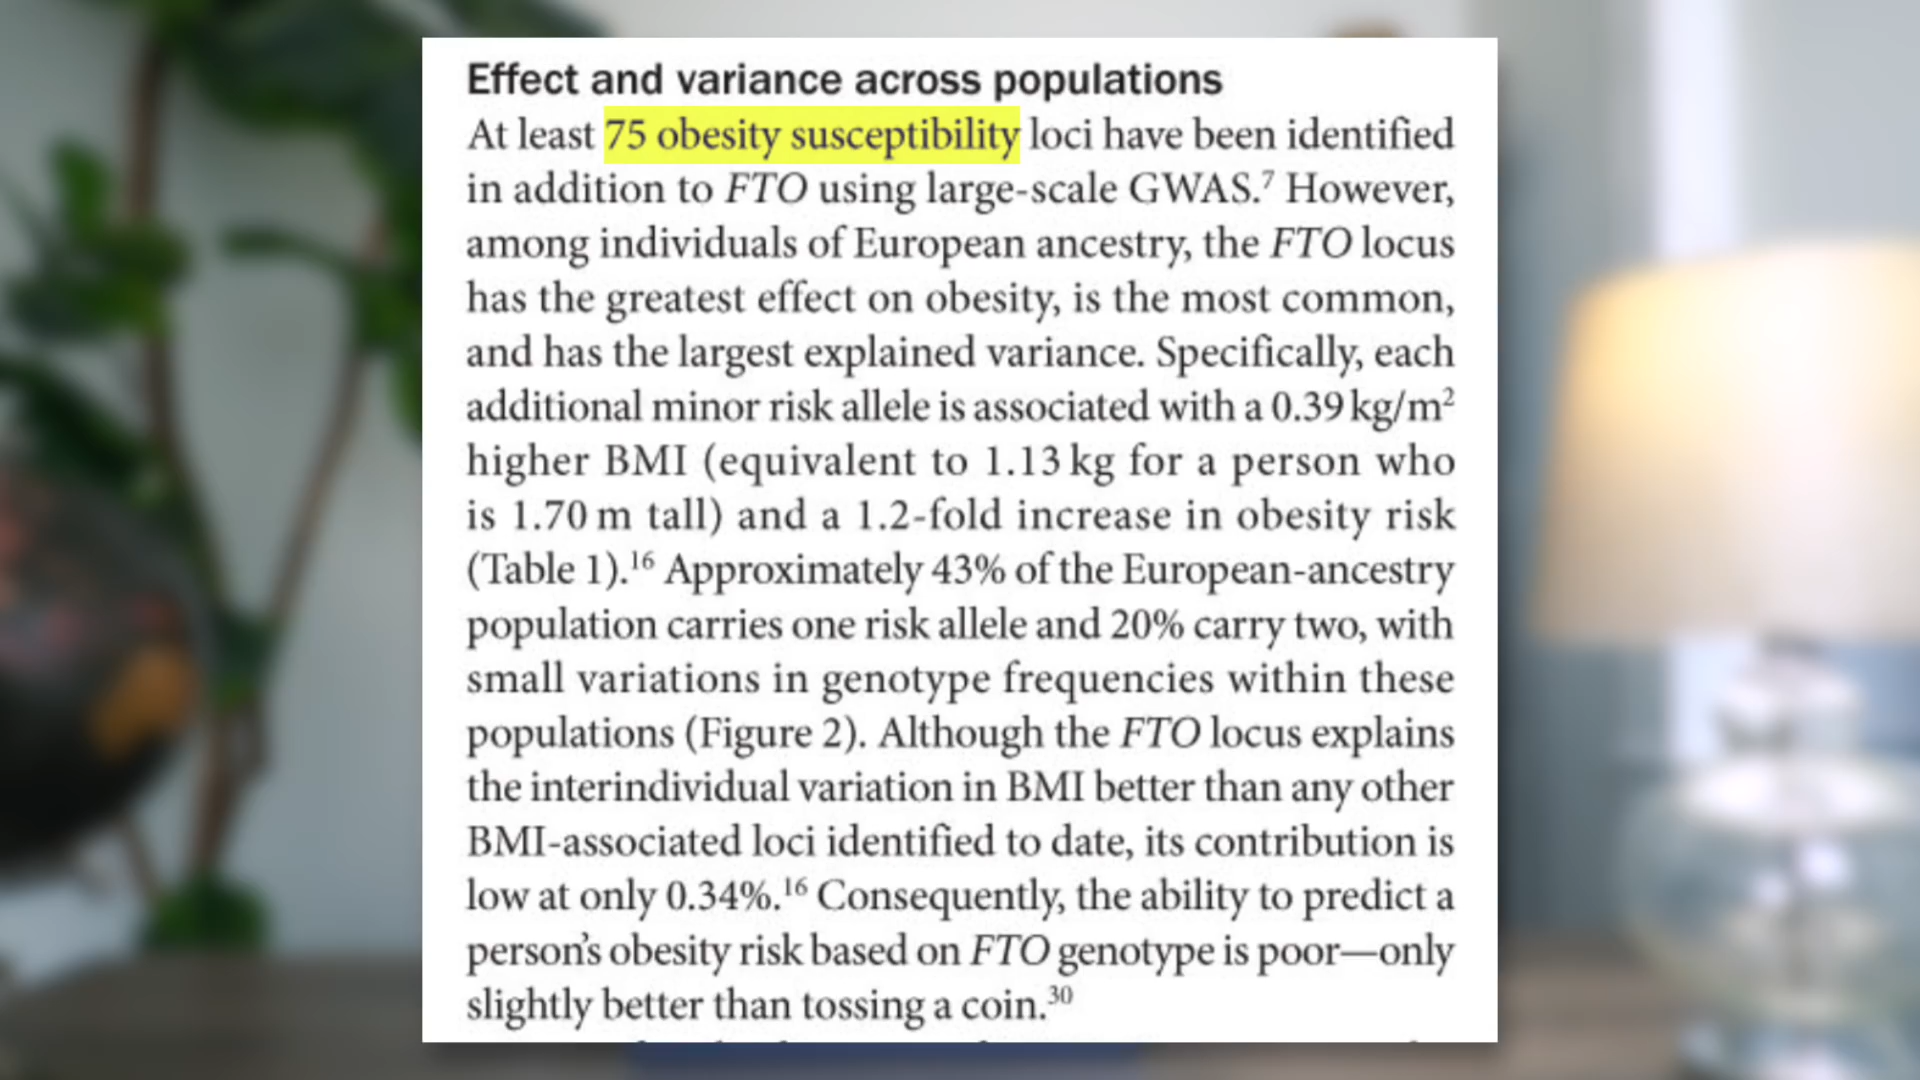 Effect and variance across populations
At least 75 obesity susceptibility loci have been identified
in addition to FTO using large-scale GWAS.⁷ However,
among individuals of European ancestry, the FTO locus
has the greatest effect on obesity, is the most common,
and has the largest explained variance. Specifically, each
additional minor risk allele is associated with a 0.39 kg/m²
higher BMI (equivalent to 1.13 kg for a person who
is 1.70 m tall) and a 1.2-fold increase in obesity risk
(Table 1).¹⁶ Approximately 43% of the European-ancestry
population carries one risk allele and 20% carry two, with
small variations in genotype frequencies within these
populations (Figure 2). Although the FTO locus explains
the interindividual variation in BMI better than any other
BMI-associated loci identified to date, its contribution is
low at only 0.34%.¹⁶ Consequently, the ability to predict a
person's obesity risk based on FTO genotype is poor—only
slightly better than tossing a coin.³⁰